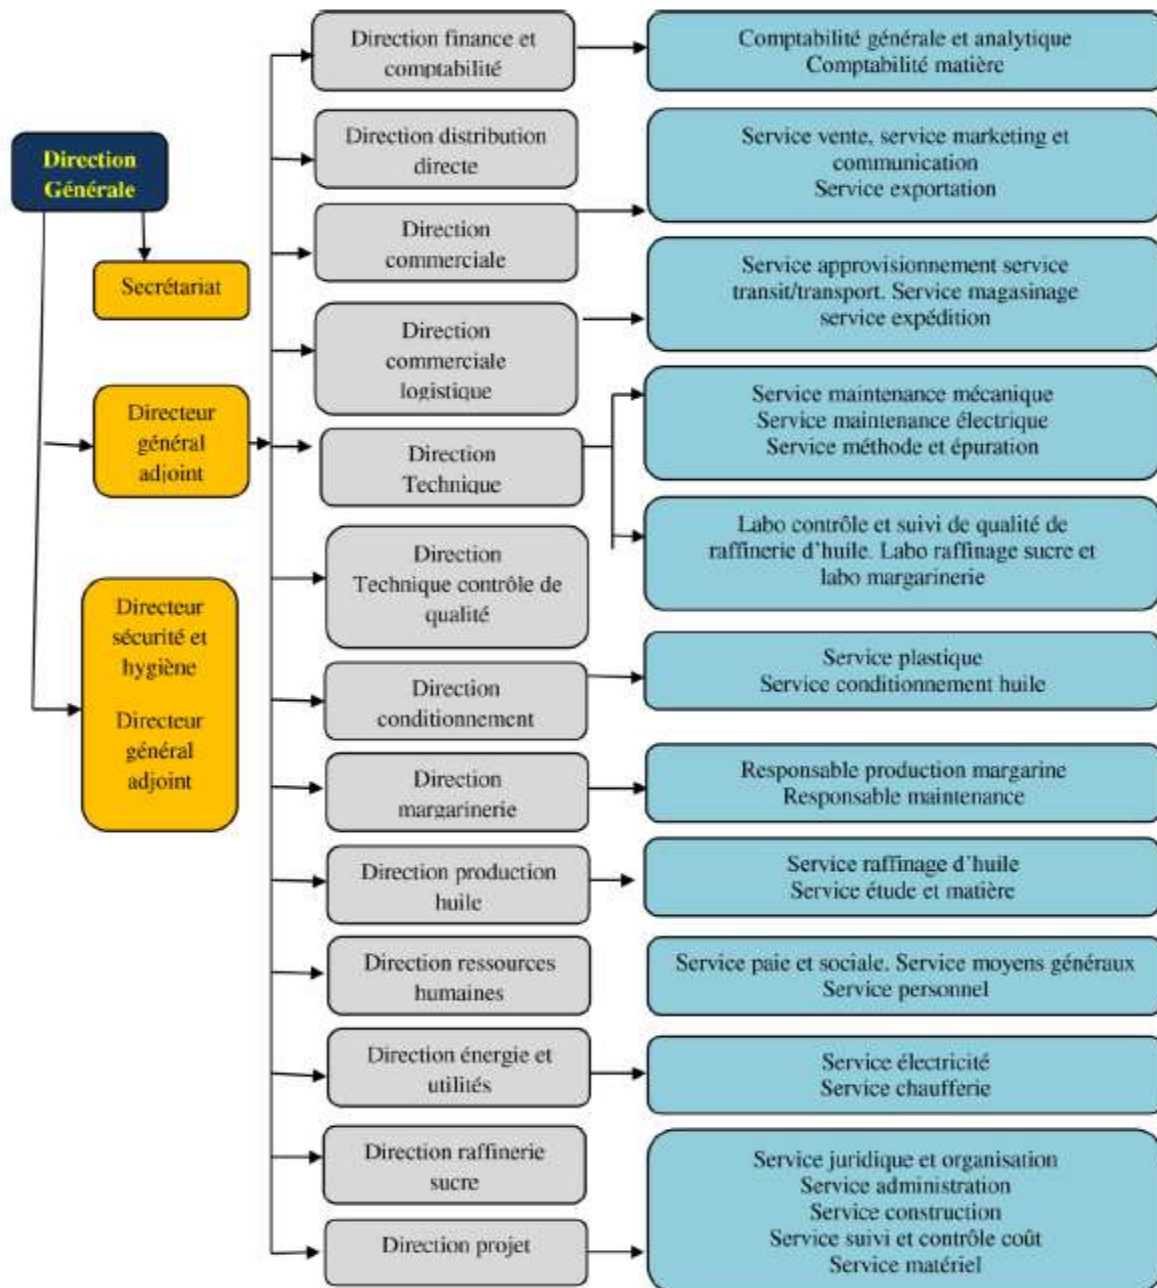 Direction
Générale
Secrétariat
Directeur
général
adjoint
Directeur
sécurité et
hygiène
Directeur
général
adjoint
Direction finance et
comptabilité
Direction distribution
directe
Direction
commerciale
Direction
commerciale
logistique
Direction
Technique
Direction
Technique contrôle de
qualité
Direction
conditionnement
Direction
margarinerie
Direction production
huile
Direction ressources
humaines
Direction énergie et
utilités
Direction raffinerie
sucre
Direction projet
Comptabilité générale et analytique
Comptabilité matière
Service vente, service marketing et
communication
Service exportation
Service approvisionnement service
transit/transport. Service magasinage
service expédition
Service maintenance mécanique
Service maintenance électrique
Service méthode et épuration
Labo contrôle et suivi de qualité de
raffinerie d’huile. Labo raffinage sucre et
labo margarinerie
Service plastique
Service conditionnement huile
Responsable production margarine
Responsable maintenance
Service raffinage d’huile
Service étude et matière
Service paie et sociale. Service moyens généraux
Service personnel
Service électricité
Service chaufferie
Service juridique et organisation
Service administration
Service construction
Service suivi et contrôle coût
Service matériel